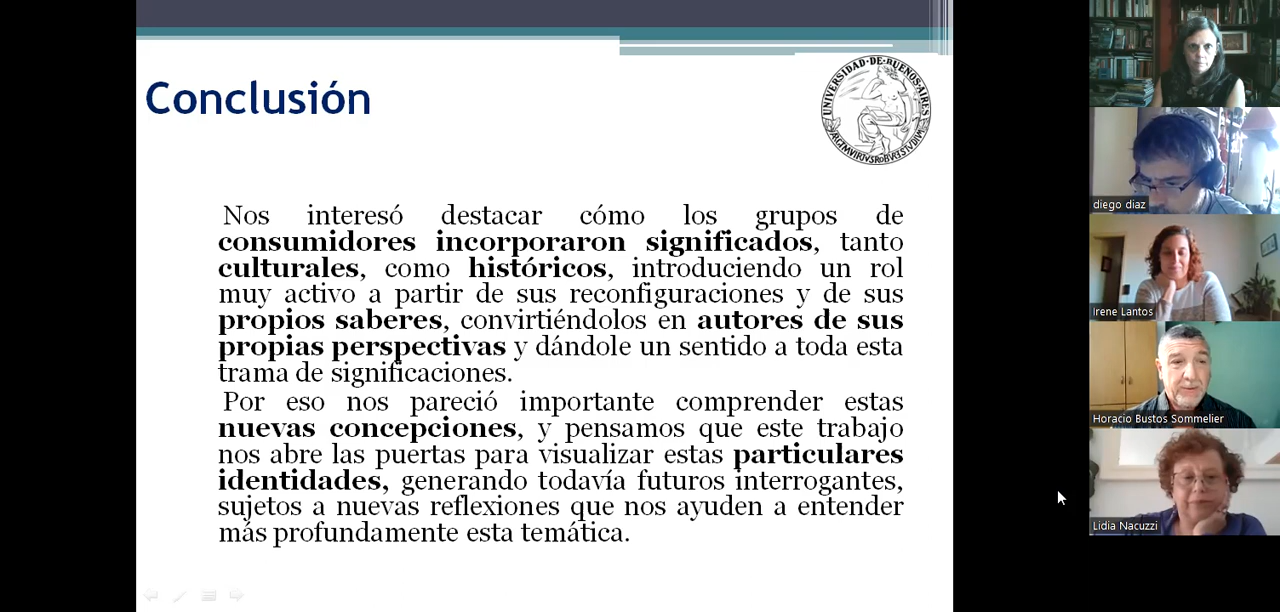 Conclusión
UNIVERSIDAD·DE·BUENOS·AIRES
Nos interesó destacar cómo los grupos de
consumidores incorporaron significados, tanto
culturales, como históricos, introduciendo un rol
muy activo a partir de sus reconfiguraciones y de sus
propios saberes, convirtiéndolos en autores de sus
propias perspectivas y dándole un sentido a toda esta
trama de significaciones.
Por eso nos pareció importante comprender estas
nuevas concepciones, y pensamos que este trabajo
nos abre las puertas para visualizar estas particulares
identidades, generando todavía futuros interrogantes,
sujetos a nuevas reflexiones que nos ayuden a entender
más profundamente esta temática.
diego diaz
Irene Lantos
Horacio Bustos Sommelier
Lidia Nacuzzi